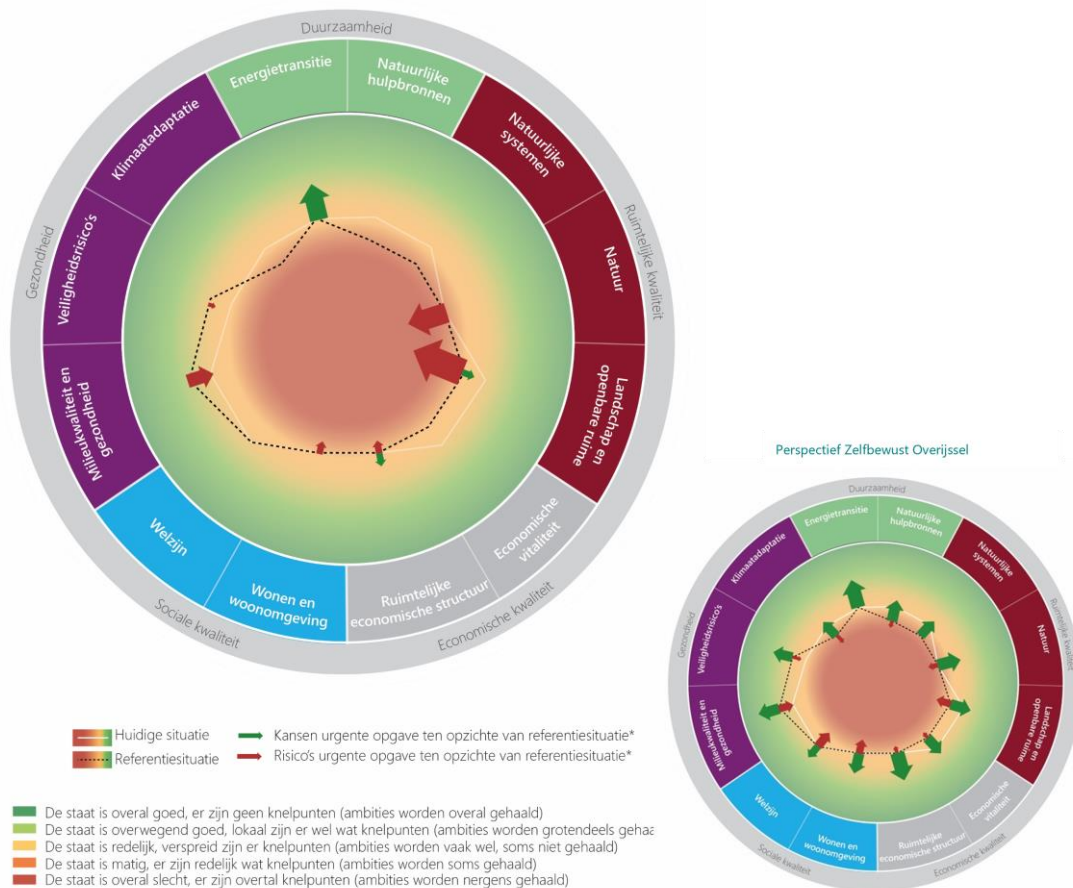 Duurzaamheid
Energietransitie
Natuurlijke
hulpbronnen
Natuurlijke
systemen
Natuur
Ruimtelijke kwaliteit
Landschap en
openbare ruime
Economische
vitaliteit
Economische kwaliteit
Ruimtelijke
economische structuur
Wonen en
woonomgeving
Sociale kwaliteit
Welzijn
Milieukwaliteit en
gezondheid
Veiligheidsrisico's
Gezondheid
Klimaatadaptatie
Perspectief Zelfbewust Overijssel
Duurzaamheid
Energietransitie
Natuurlijke
hulpbronnen
Natuurlijke
systemen
Natuur
Ruimelijke kwaliteit
Landschap en
openbare ruime
Economische
vitaliteit
Economische kwaliteit
Ruimtelijke
economische structuur
Wonen en
woonomgeving
Sociale kwaliteit
Welzijn
Milieukwaliteit en
gezondheid
Veiligheidsrisico's
Gezondheid
Klimaatadaptatie
Huidige situatie
Kansen urgente opgave ten opzichte van referentiesituatie*
Referentiesituatie
Risico's urgente opgave ten opzichte van referentiesituatie*
De staat is overal goed, er zijn geen knelpunten (ambities worden overal gehaald)
De staat is overwegend goed, lokaal zijn er wel wat knelpunten (ambities worden grotendeels gehaa
De staat is redelijk, verspreid zijn er knelpunten (ambities worden vaak wel, soms niet gehaald)
De staat is matig, er zijn redelijk wat knelpunten (ambities worden soms gehaald)
De staat is overal slecht, er zijn overtal knelpunten (ambities worden nergens gehaald)